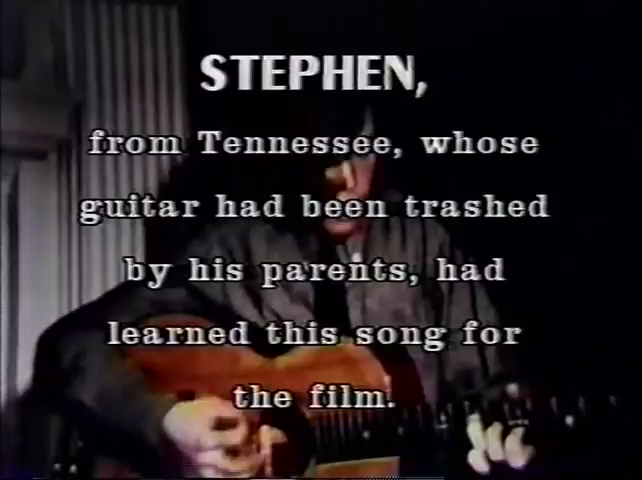 STEPHEN,
from Tennessee, whose
guitar had been trashed
by his parents, had
learned this song for
the film.